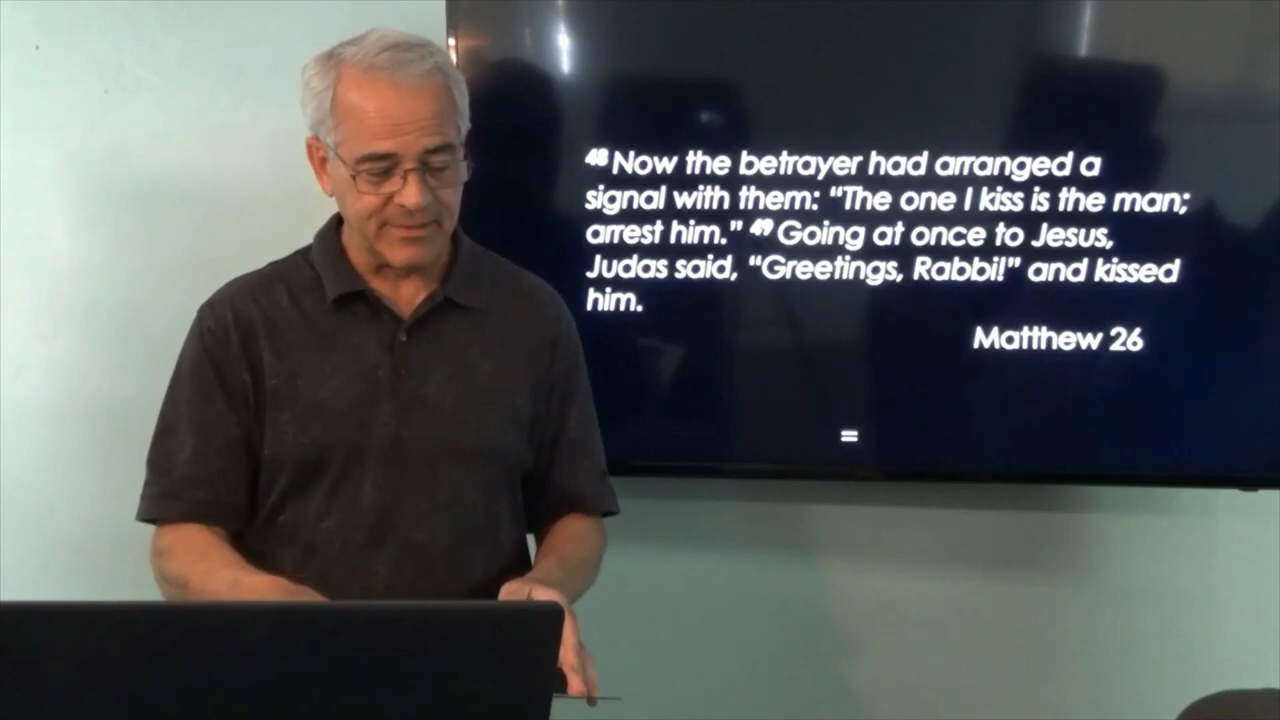 48 Now the betrayer had arranged a
signal with them: “The one I kiss is the man;
arrest him.” 49 Going at once to Jesus,
Judas said, “Greetings, Rabbi!” and kissed
him.
Matthew 26
=